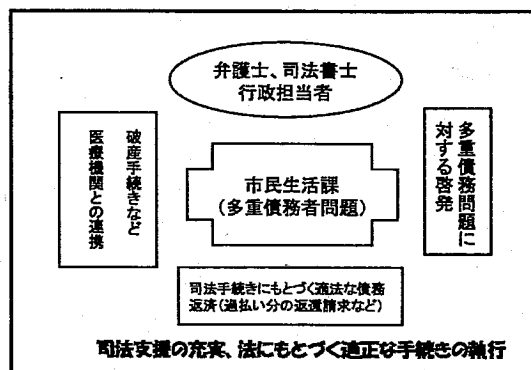 弁護士、司法書士
行政担当者
破産手続きなど
医療機関との連携
市民生活課
（多重債務者問題）
多重債務問題に
対する啓発
司法手続きにもとづく適法な債務
返済（過払い分の返還請求など）
司法支援の充実、法にもとづく適正な手続きの執行